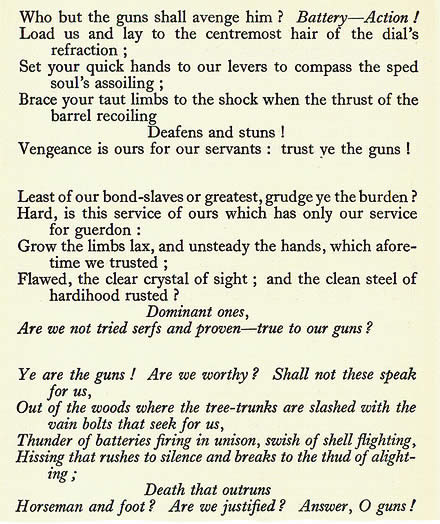 Who but the guns shall avenge him ? Battery—Action !
Load us and lay to the centremost hair of the dial's
refraction ;
Set your quick hands to our levers to compass the sped
soul's assoiling ;
Brace your taut limbs to the shock when the thrust of the
barrel recoiling
Deafens and stuns !
Vengeance is ours for our servants : trust ye the guns !
Least of our bond-slaves or greatest, grudge ye the burden ?
Hard, is this service of ours which has only our service
for guerdon :
Grow the limbs lax, and unsteady the hands, which afore-
time we trusted ;
Flawed, the clear crystal of sight ; and the clean steel of
hardihood rusted ?
Dominant ones,
Are we not tried serfs and proven—true to our guns ?
Ye are the guns ! Are we worthy ? Shall not these speak
for us,
Out of the woods where the tree-trunks are slashed with the
vain bolts that seek for us,
Thunder of batteries firing in unison, swish of shell flighting,
Hissing that rushes to silence and breaks to the thud of alight-
ing ;
Death that outruns
Horseman and foot ? Are we justified ? Answer, O guns !